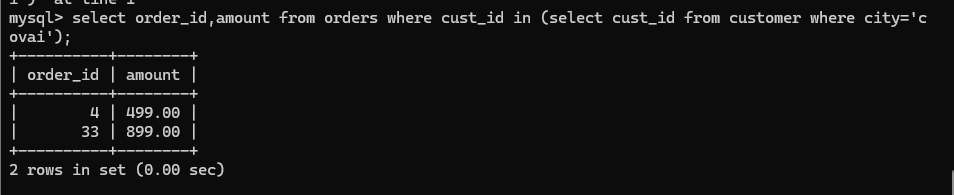 mysql> select order_id,amount from orders where cust_id in (select cust_id from customer where city='c
ovai');
+----------+--------+
| order_id | amount |
+----------+--------+
|        4 | 499.00 |
|       33 | 899.00 |
+----------+--------+
2 rows in set (0.00 sec)